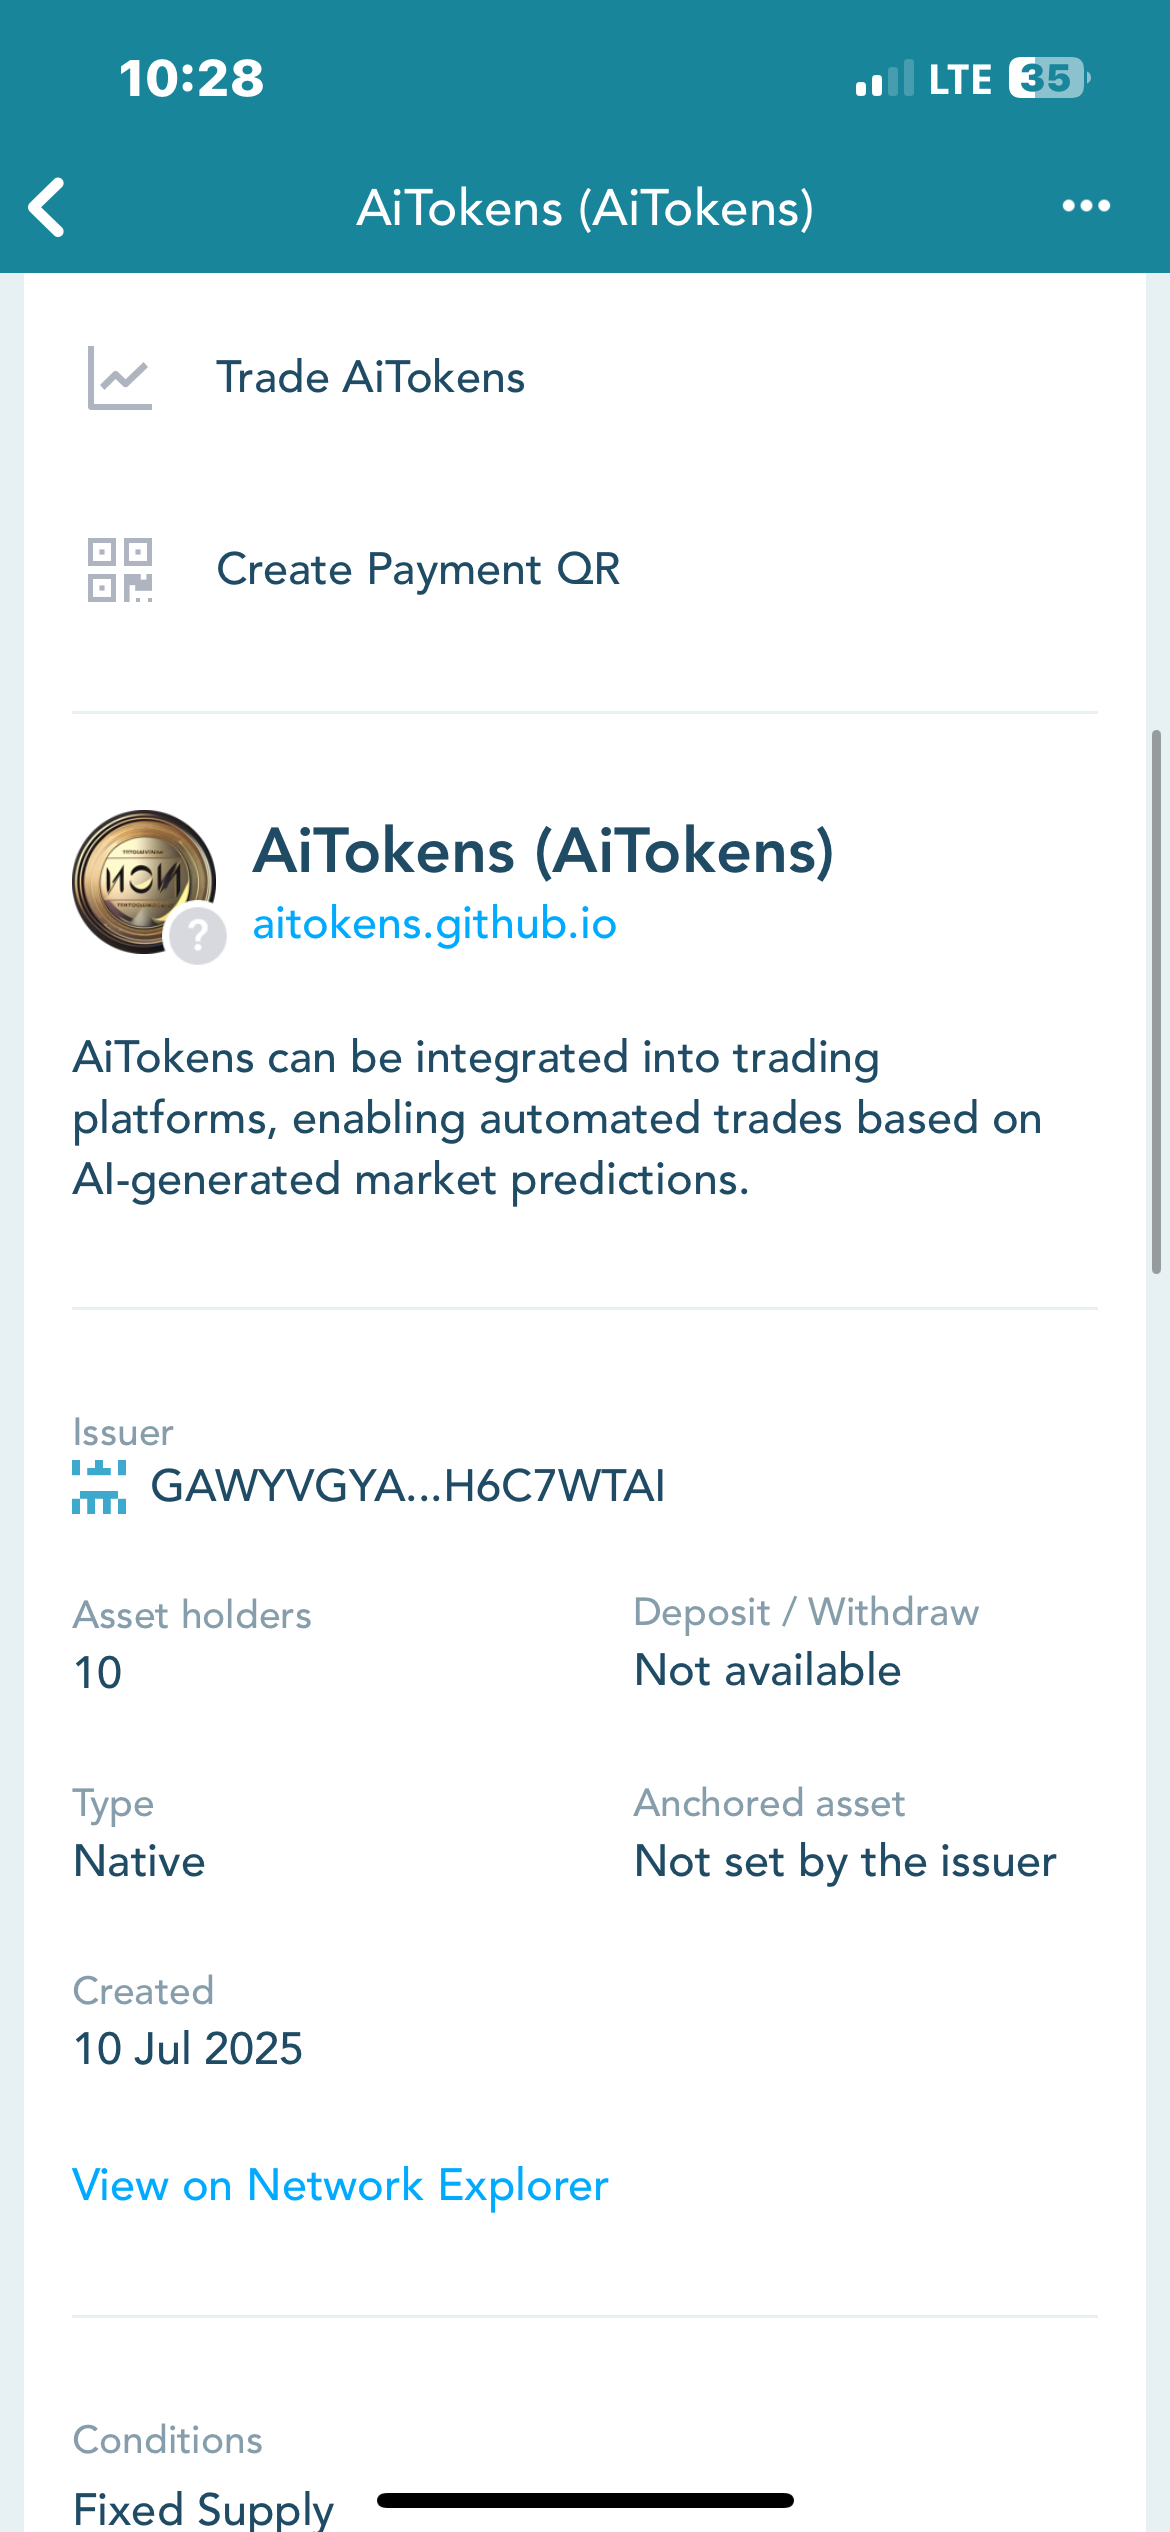 10:28
LTE
35
AiTokens (AiTokens)
Trade AiTokens
Create Payment QR
AiTokens (AiTokens)
aitokens.github.io
?
AiTokens can be integrated into trading
platforms, enabling automated trades based on
AI-generated market predictions.
Issuer
GAWYVGYA...H6C7WTAI
Asset holders
10
Deposit / Withdraw
Not available
Type
Native
Anchored asset
Not set by the issuer
Created
10 Jul 2025
View on Network Explorer
Conditions
Fixed Supply